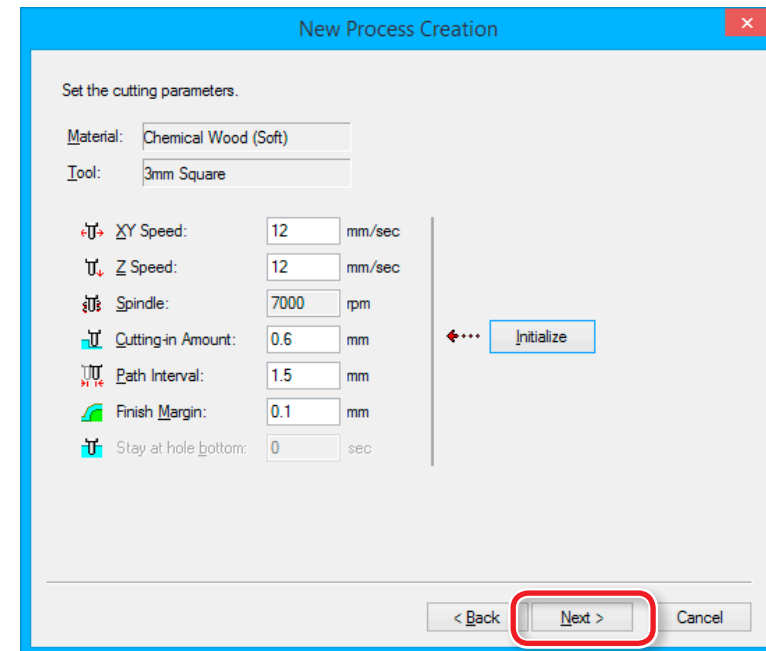 New Process Creation
Set the cutting parameters.
Material: Chemical Wood (Soft)
Tool: 3mm Square
XY Speed: 12 mm/sec
Z Speed: 12 mm/sec
Spindle: 7000 rpm
Cutting-in Amount: 0.6 mm
Initialize
Path Interval: 1.5 mm
Finish Margin: 0.1 mm
Stay at hole bottom: 0 sec
< Back Next > Cancel